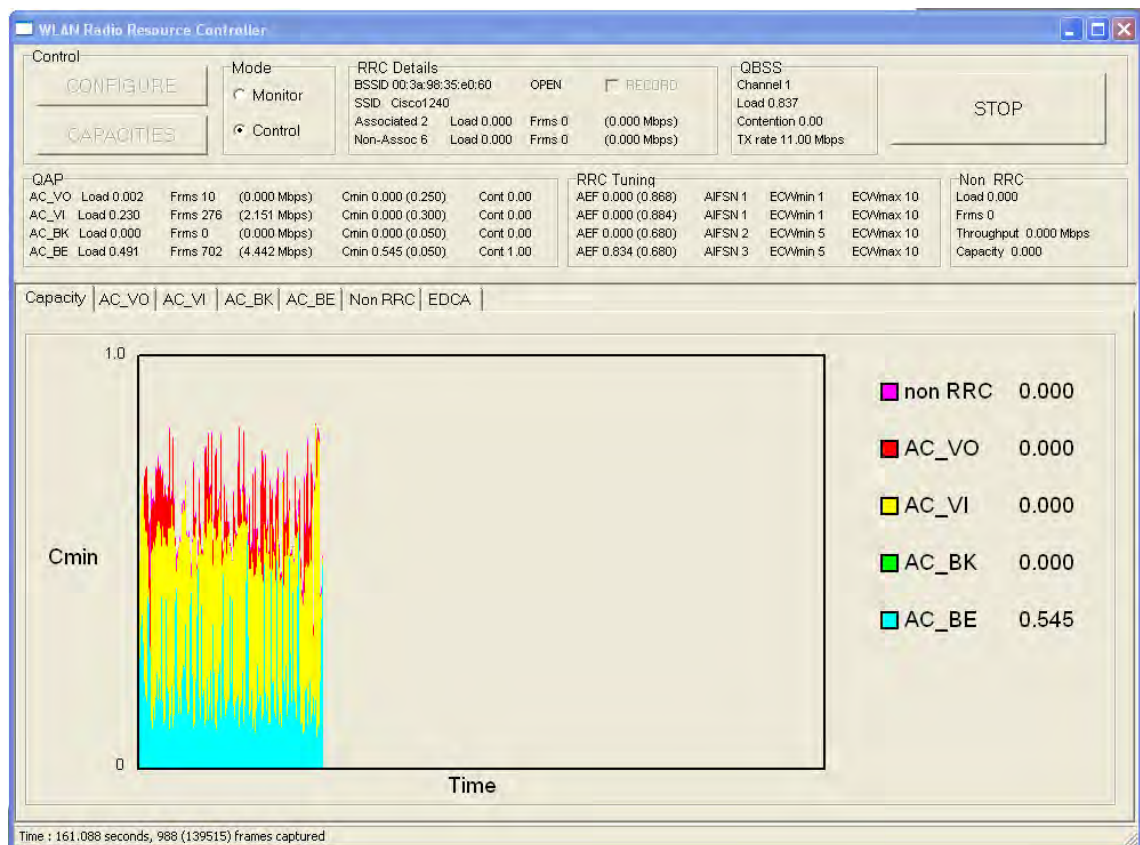 WLAN Radio Resource Controller
Control
CONFIGURE
CAPACITIES
Mode
Monitor
Control
RRC Details
BSSID 00:3a:98:35:e0:60 OPEN RECORD
SSID Cisco1240
Associated 2 Load 0.000 Frms 0 (0.000 Mbps)
Non-Assoc 6 Load 0.000 Frms 0 (0.000 Mbps)
QBSS
Channel 1
Load 0.837
Contention 0.00
TX rate 11.00 Mbps
STOP
QAP
AC_VO Load 0.002 Frms 10 (0.000 Mbps) Cmin 0.000 (0.250) Cont 0.00
AC_VI Load 0.230 Frms 276 (2.151 Mbps) Cmin 0.000 (0.300) Cont 0.00
AC_BK Load 0.000 Frms 0 (0.000 Mbps) Cmin 0.000 (0.050) Cont 0.00
AC_BE Load 0.491 Frms 702 (4.442 Mbps) Cmin 0.545 (0.050) Cont 1.00
RRC Tuning
AEF 0.000 (0.868) AIFSN 1 ECWmin 1 ECWmax 10
AEF 0.000 (0.884) AIFSN 1 ECWmin 1 ECWmax 10
AEF 0.000 (0.680) AIFSN 2 ECWmin 5 ECWmax 10
AEF 0.834 (0.680) AIFSN 3 ECWmin 5 ECWmax 10
Non RRC
Load 0.000
Frms 0
Throughput 0.000 Mbps
Capacity 0.000
Capacity AC_VO AC_VI AC_BK AC_BE Non RRC EDCA
1.0
Cmin
0
Time
non RRC 0.000
AC_VO 0.000
AC_VI 0.000
AC_BK 0.000
AC_BE 0.545
Time : 161.088 seconds, 988 (139515) frames captured